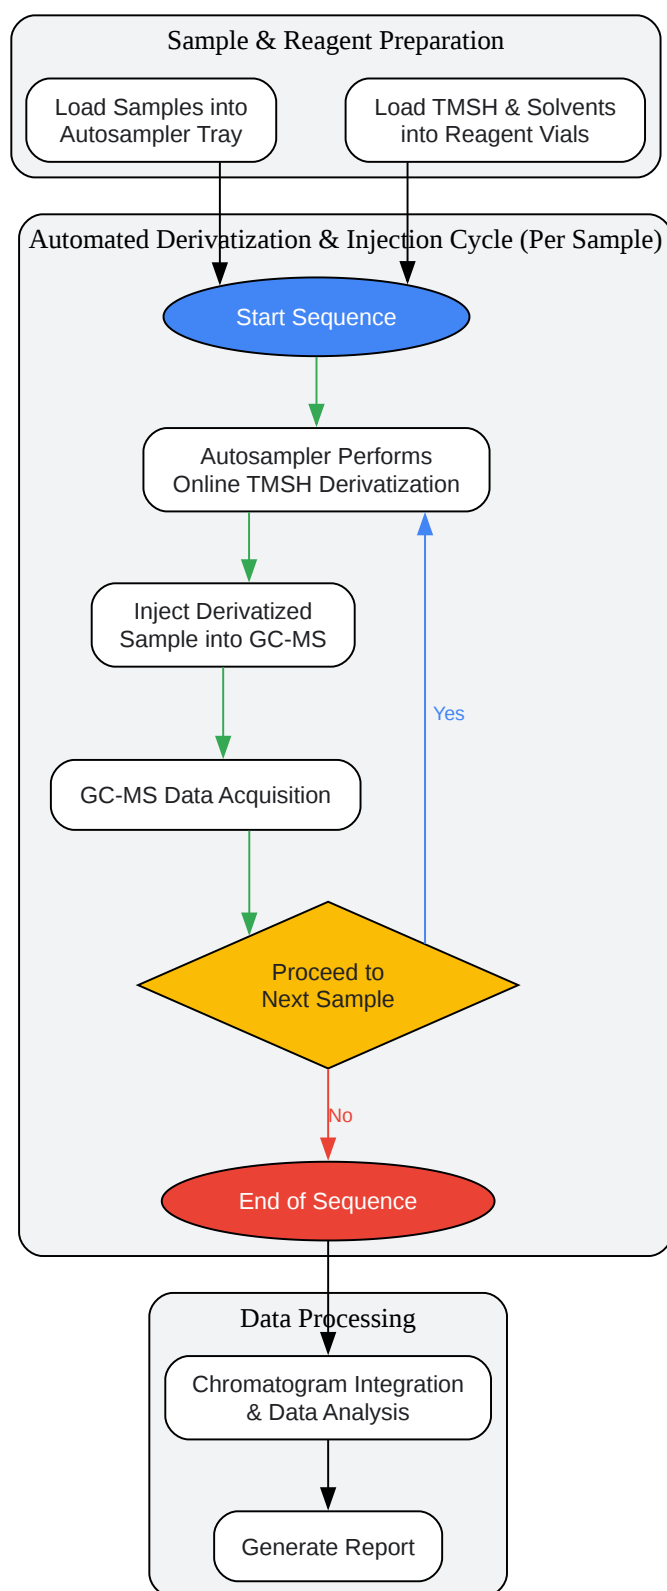 Sample & Reagent Preparation
Load Samples into
Autosampler Tray
Load TMSH & Solvents
into Reagent Vials
Automated Derivatization & Injection Cycle (Per Sample)
Start Sequence
Autosampler Performs
Online TMSH Derivatization
Inject Derivatized
Sample into GC-MS
Yes
GC-MS Data Acquisition
Proceed to
Next Sample
No
End of Sequence
Data Processing
Chromatogram Integration
& Data Analysis
Generate Report